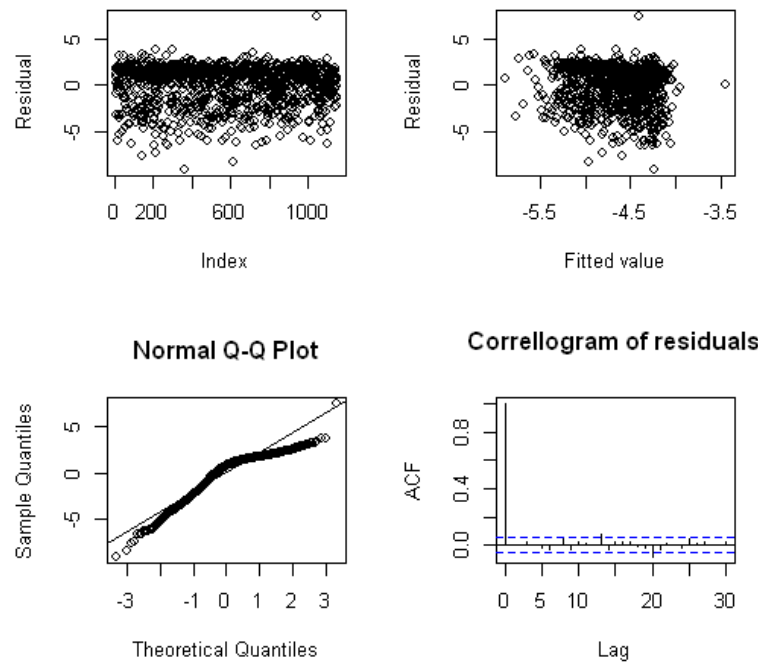 Residual
5
0
-5
0 200 600 1000
Index
Residual
5
0
-5
-5.5 -4.5 -3.5
Fitted value
Normal Q-Q Plot
Sample Quantiles
5
0
-5
-3 -1 0 1 2 3
Theoretical Quantiles
Correllogram of residuals
ACF
0.8
0.4
0.0
0 5 10 20 30
Lag